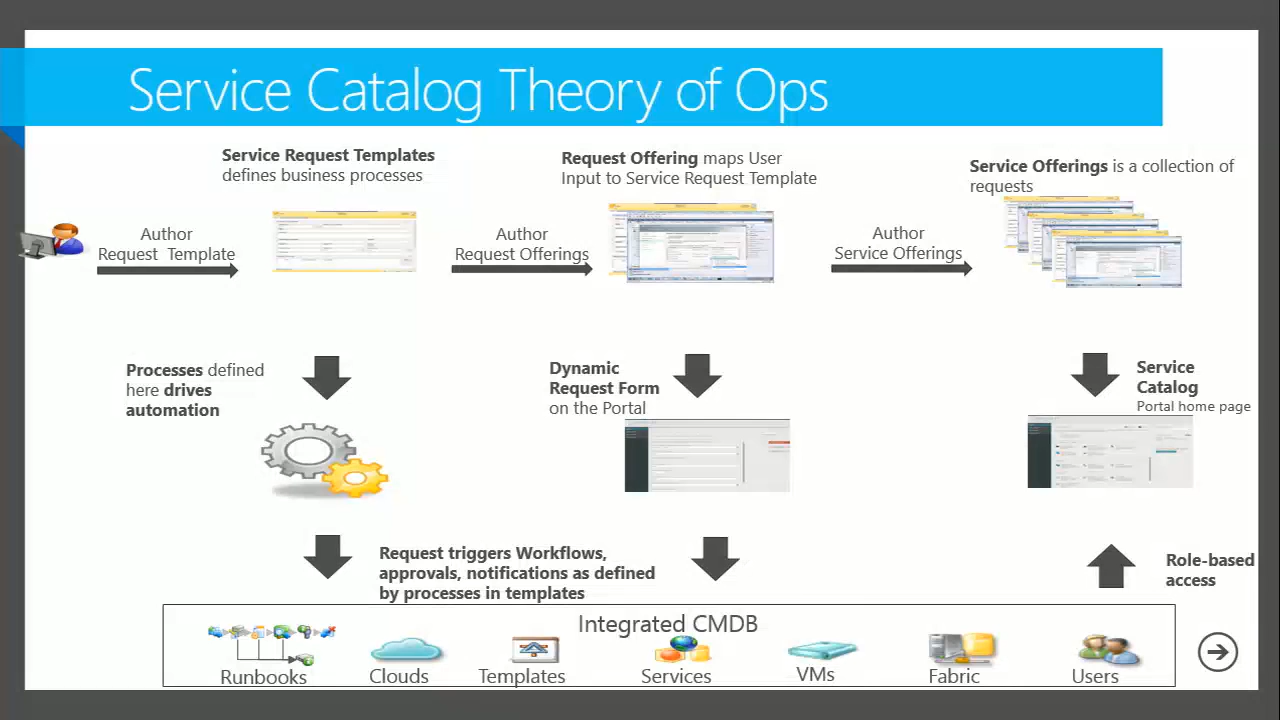 Service Catalog Theory of Ops
Service Request Templates
defines business processes
Request Offering maps User
Input to Service Request Template
Service Offerings is a collection of
requests
Author
Request Template
Author
Request Offerings
Author
Service Offerings
Processes defined
here drives
automation
Dynamic
Request Form
on the Portal
Service
Catalog
Portal home page
Request triggers Workflows,
approvals, notifications as defined
by processes in templates
Role-based
access
Integrated CMDB
Runbooks
Clouds
Templates
Services
VMs
Fabric
Users